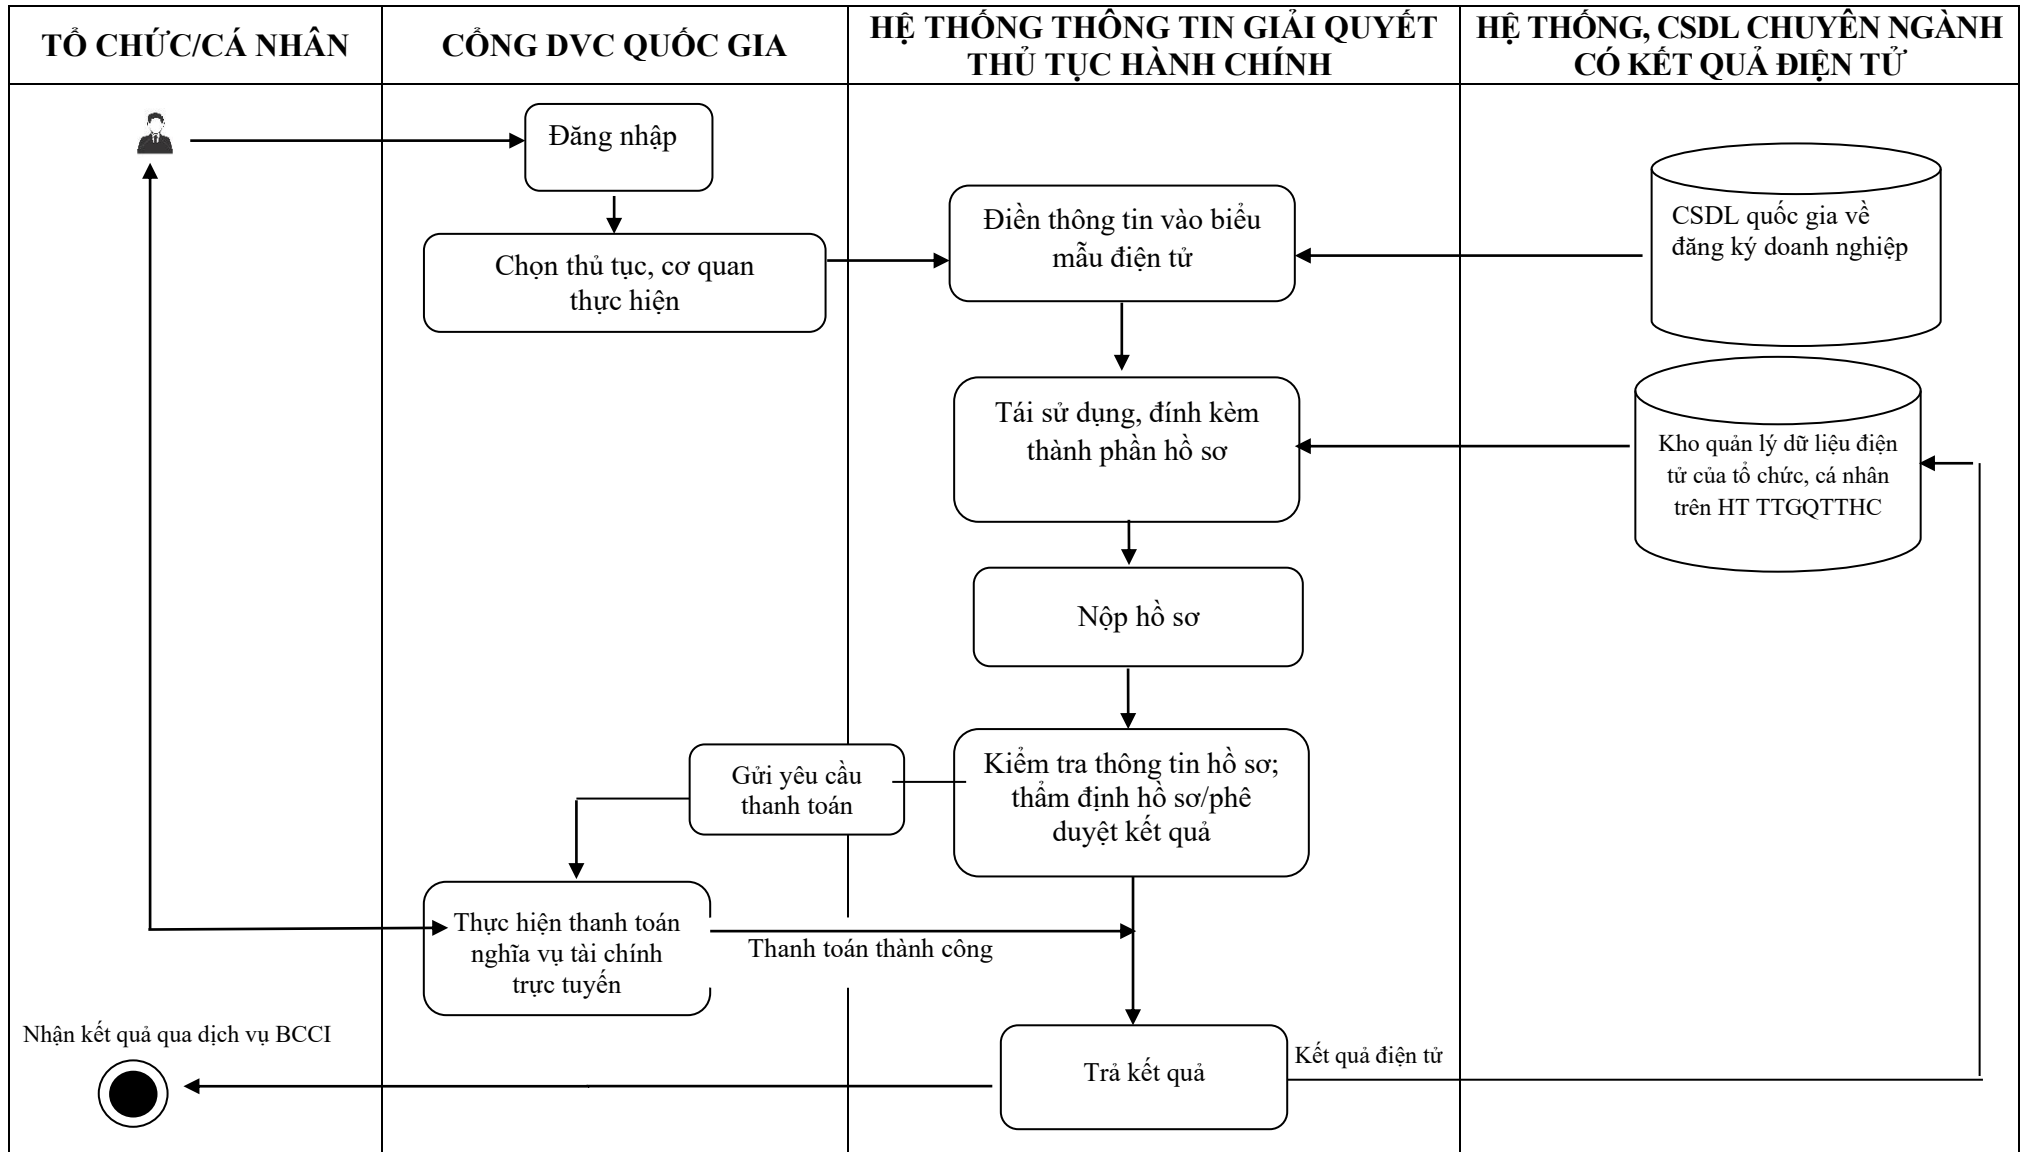 TỔ CHỨC/CÁ NHÂN
CỔNG DVC QUỐC GIA
HỆ THỐNG THÔNG TIN GIẢI QUYẾT
THỦ TỤC HÀNH CHÍNH
HỆ THỐNG, CSDL CHUYÊN NGÀNH
CÓ KẾT QUẢ ĐIỆN TỬ
Đăng nhập
Chọn thủ tục, cơ quan
thực hiện
Điền thông tin vào biểu
mẫu điện tử
CSDL quốc gia về
đăng ký doanh nghiệp
Tái sử dụng, đính kèm
thành phần hồ sơ
Kho quản lý dữ liệu điện
tử của tổ chức, cá nhân
trên HT TTGQTTHC
Nộp hồ sơ
Kiểm tra thông tin hồ sơ;
thẩm định hồ sơ/phê
duyệt kết quả
Gửi yêu cầu
thanh toán
Thực hiện thanh toán
nghĩa vụ tài chính
trực tuyến
Thanh toán thành công
Nhận kết quả qua dịch vụ BCCI
Trả kết quả
Kết quả điện tử